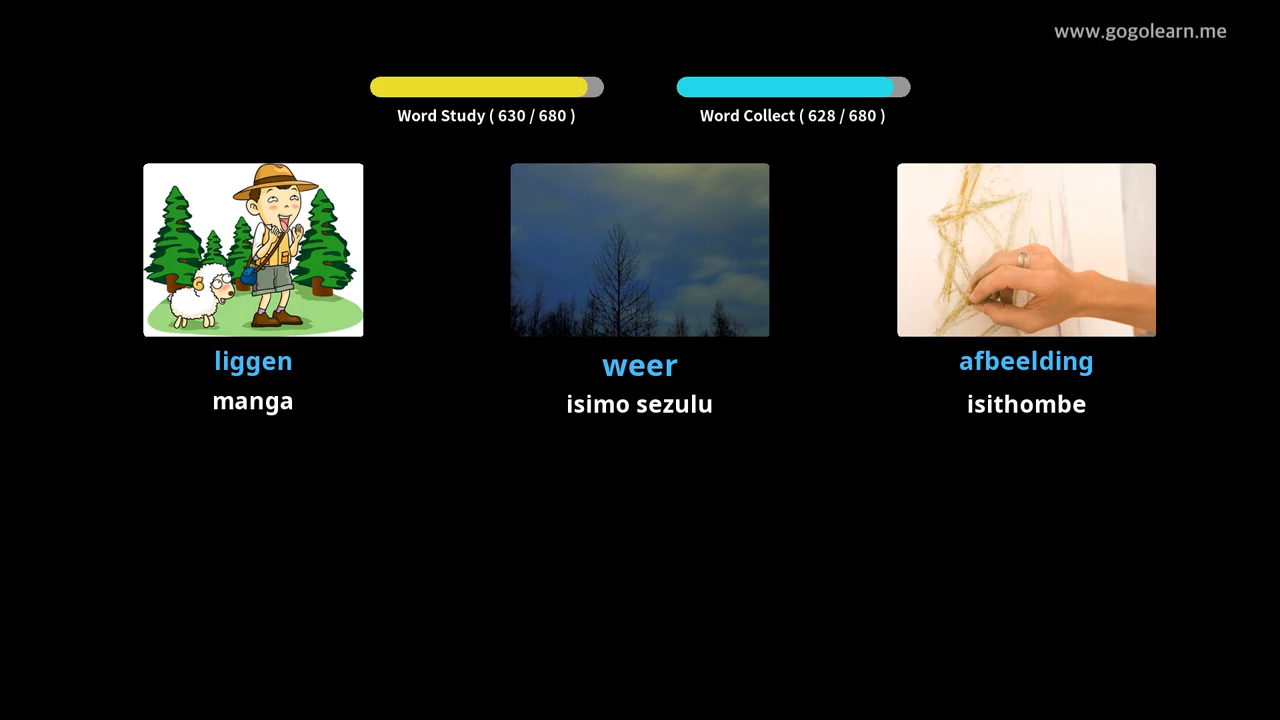 www.gogolearn.me
Word Study ( 630 / 680 )
Word Collect ( 628 / 680 )
liggen
manga
weer
isimo sezulu
afbeelding
isithombe